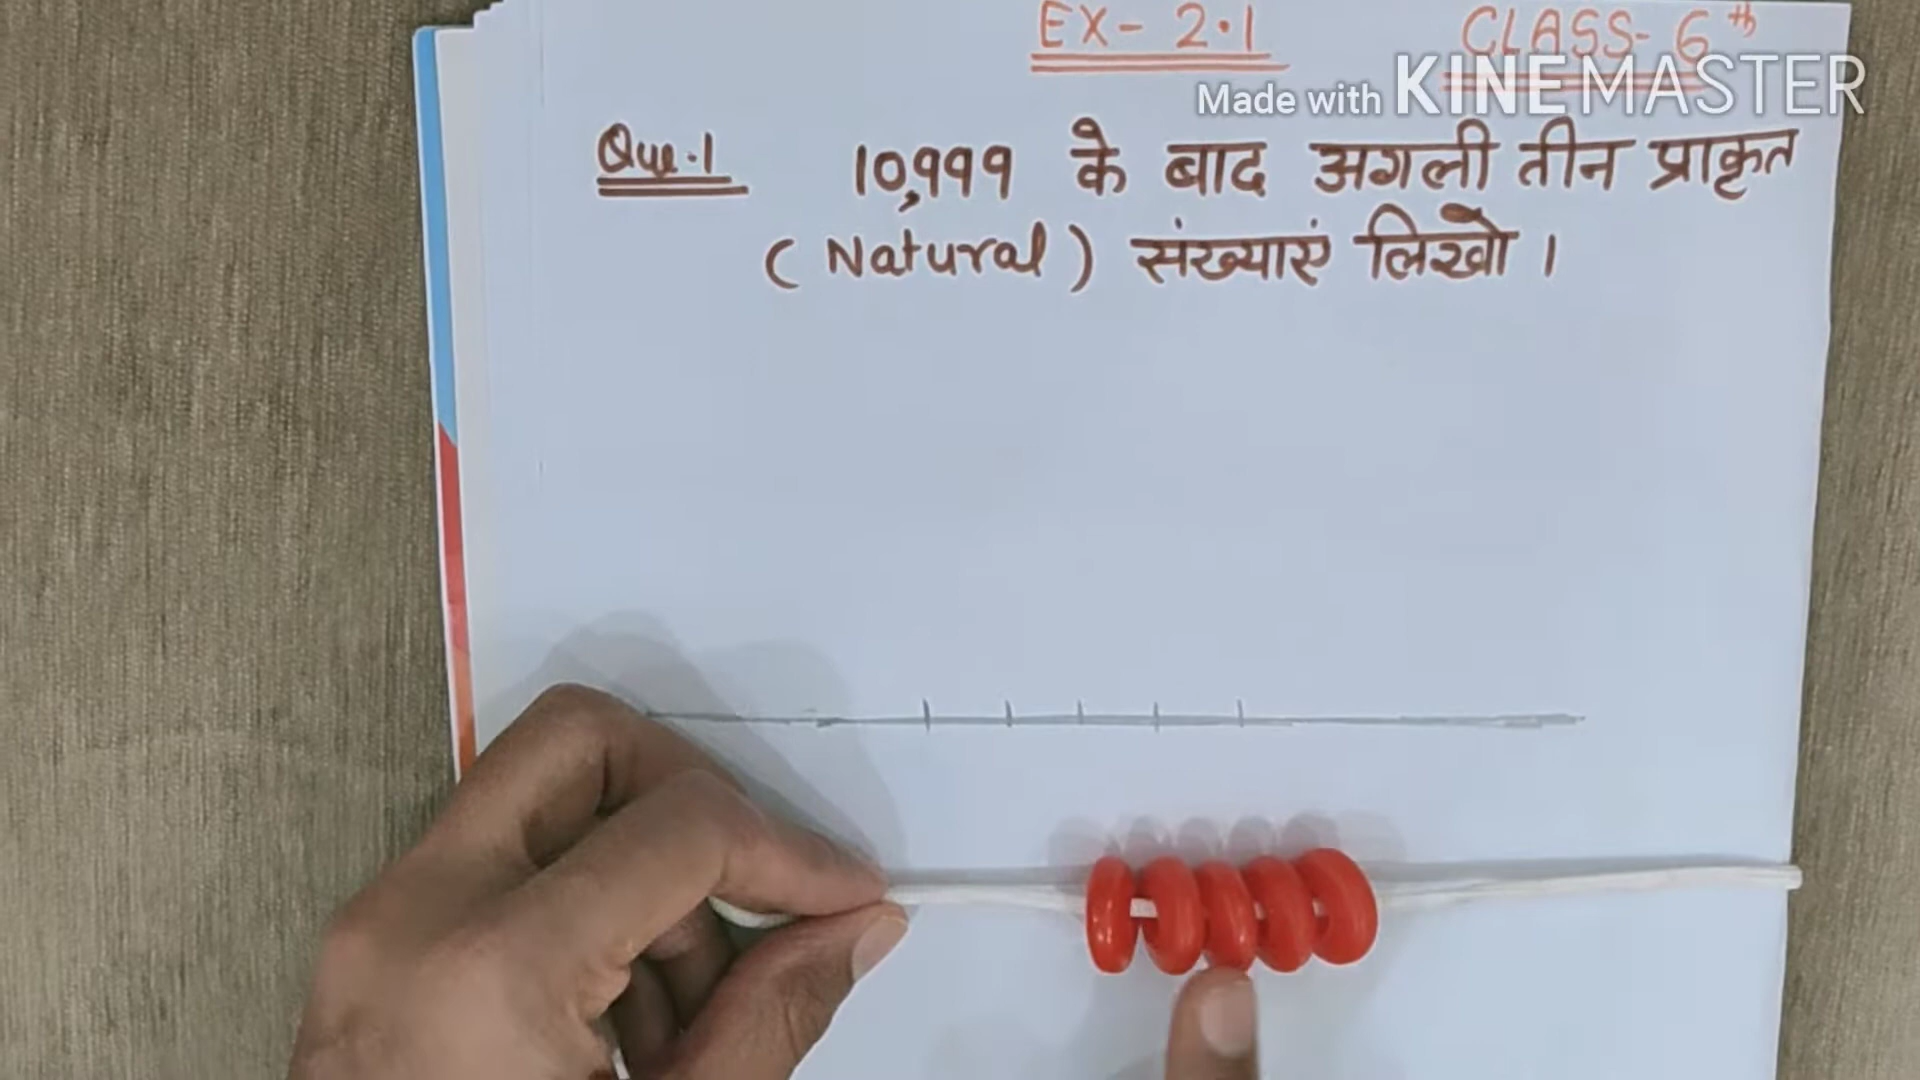 EX- 2.1 CLASS- 6th
Made with KINEMASTER
Que.1 10,999 के बाद अगली तीन प्राकृत
(Natural) संख्याएं लिखो ।